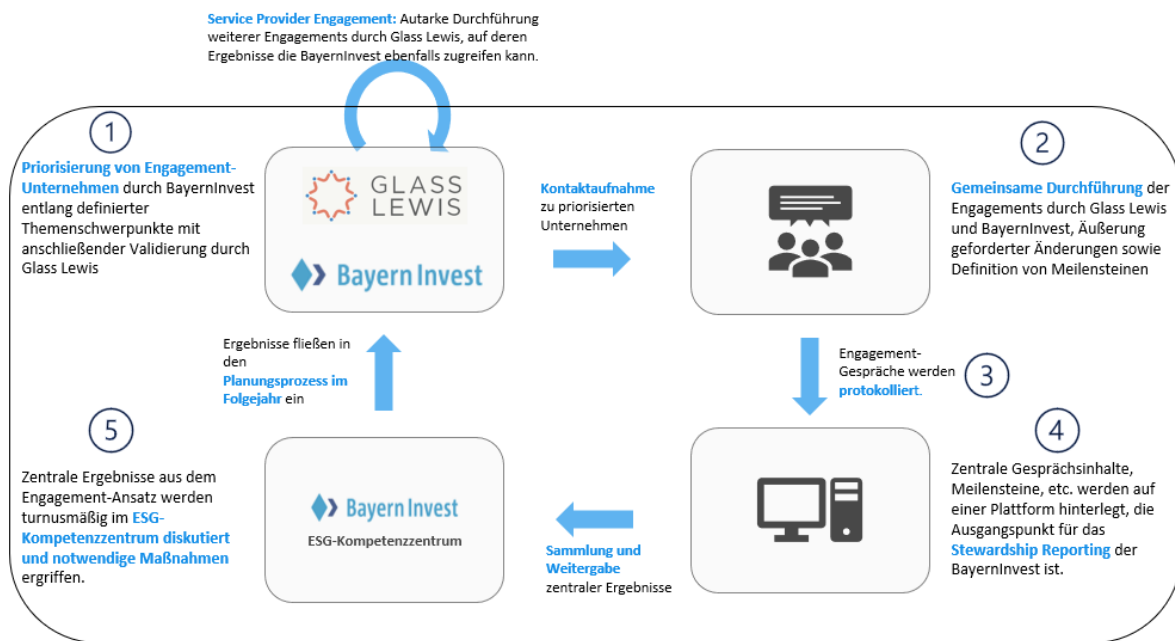 Service Provider Engagement: Autarke Durchführung
weiterer Engagements durch Glass Lewis, auf deren
Ergebnisse die BayernInvest ebenfalls zugreifen kann.
1
Priorisierung von Engagement-
Unternehmen durch BayernInvest
entlang definierter
Themenschwerpunkte mit
anschließender Validierung durch
Glass Lewis
GLASS
LEWIS
Bayern Invest
Kontaktaufnahme
zu priorisierten
Unternehmen
2
Gemeinsame Durchführung der
Engagements durch Glass Lewis
und BayernInvest, Äußerung
geforderter Änderungen sowie
Definition von Meilensteinen
Engagement-
Gespräche werden
protokolliert.
3
4
Zentrale Gesprächsinhalte,
Meilensteine, etc. werden auf
einer Plattform hinterlegt, die
Ausgangspunkt für das
Stewardship Reporting der
BayernInvest ist.
Sammlung und
Weitergabe
zentraler Ergebnisse
Bayern Invest
ESG-Kompetenzzentrum
5
Zentrale Ergebnisse aus dem
Engagement-Ansatz werden
turnusmäßig im ESG-
Kompetenzzentrum diskutiert
und notwendige Maßnahmen
ergriffen.
Ergebnisse fließen in
den
Planungsprozess im
Folgejahr ein